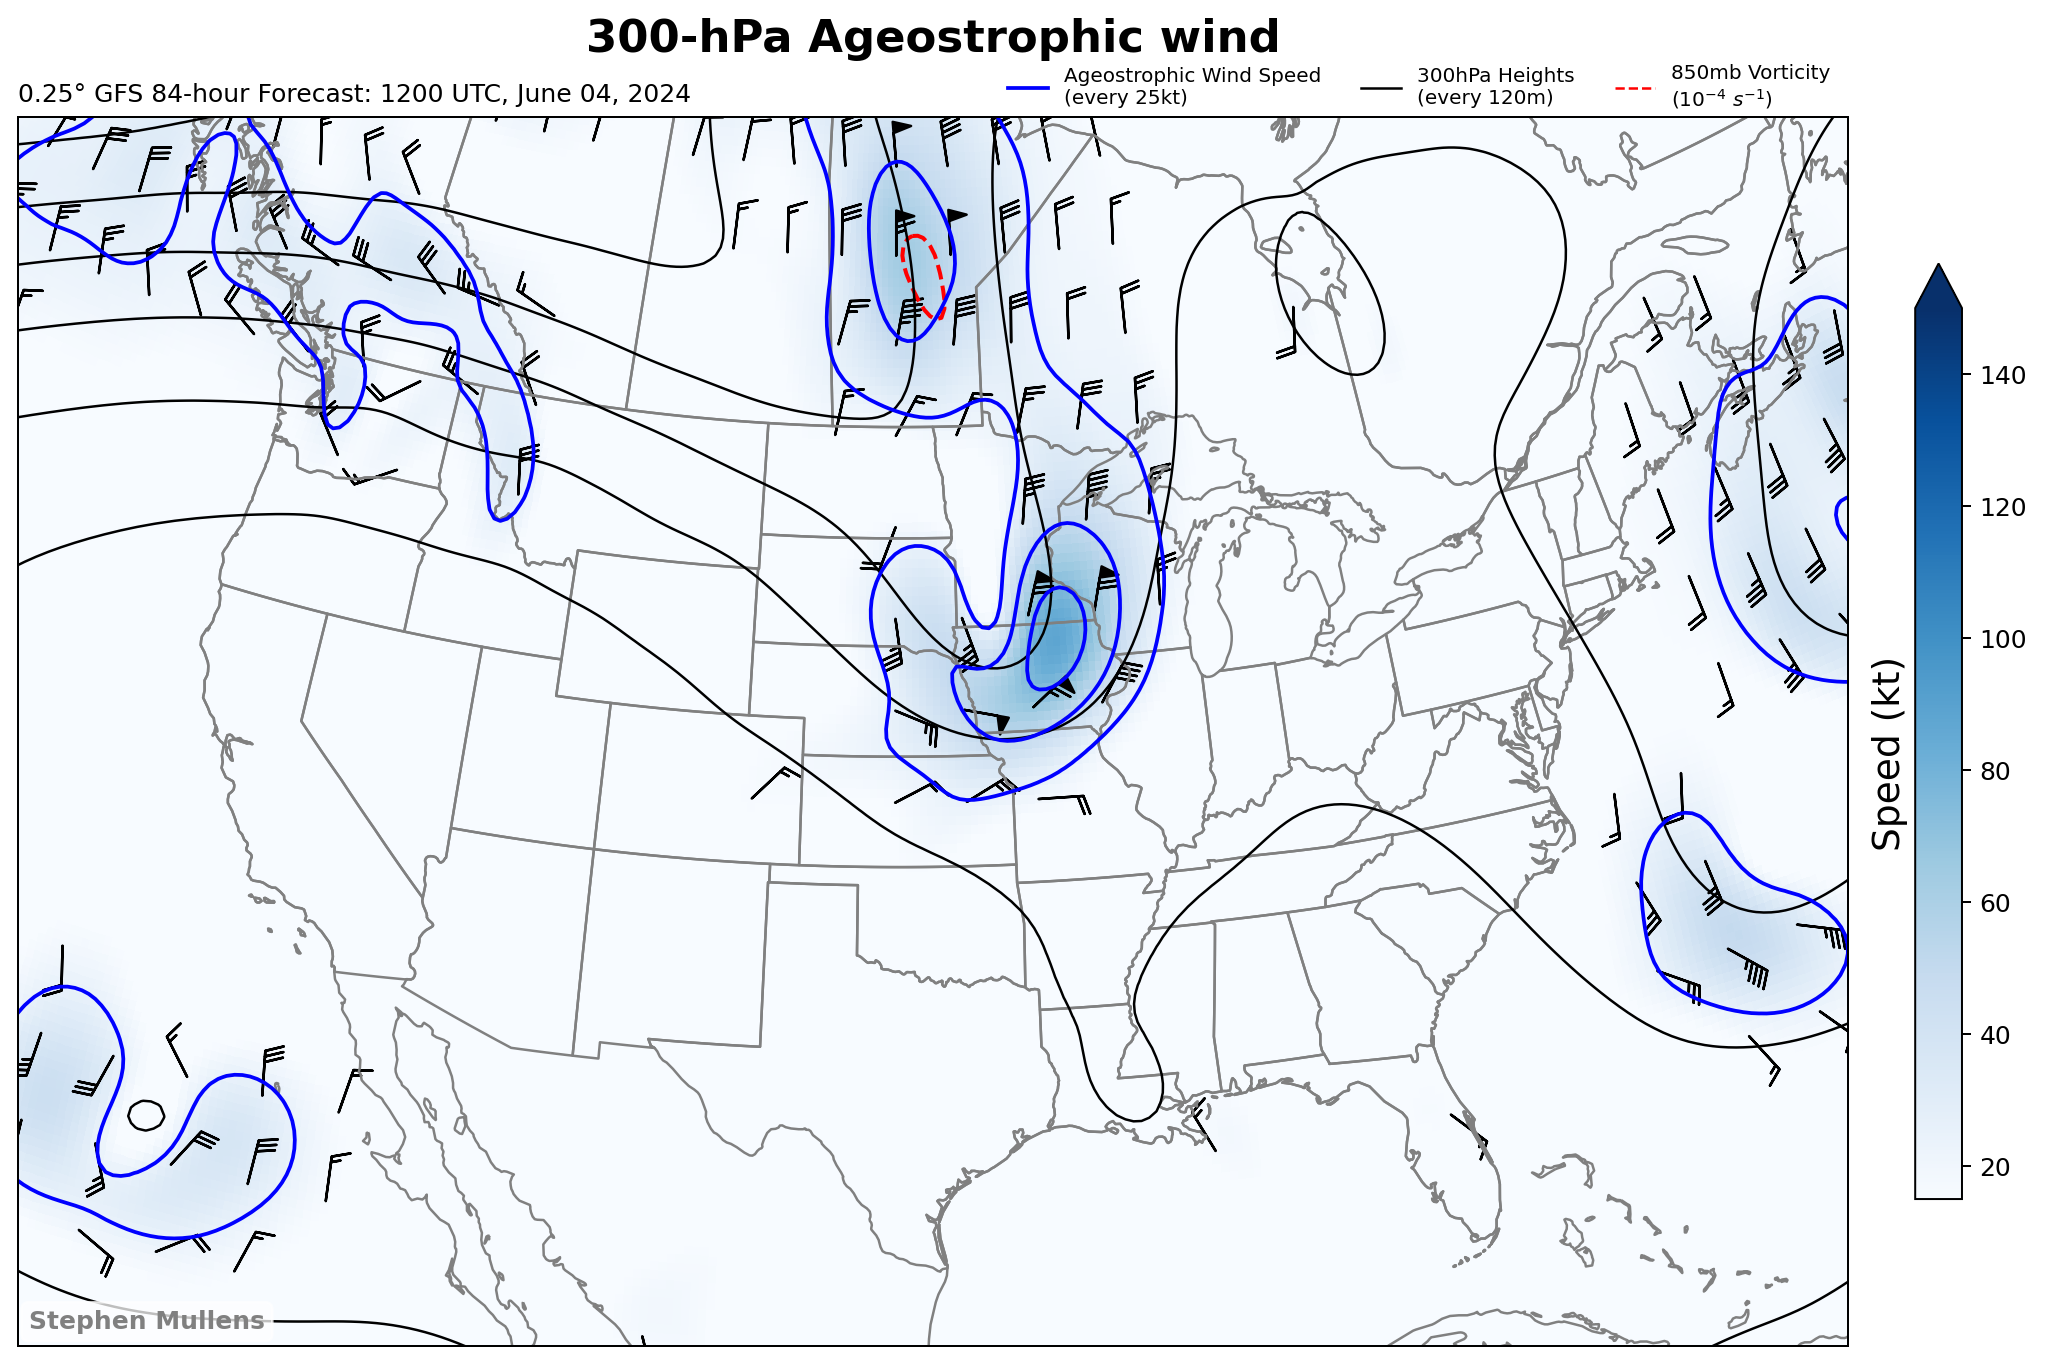 300-hPa Ageostrophic wind
0.25° GFS 84-hour Forecast: 1200 UTC, June 04, 2024
Ageostrophic Wind Speed
(every 25kt)
300hPa Heights
(every 120m)
850mb Vorticity
(10⁻⁴ s⁻¹)
140
120
100
80
60
40
20
Speed (kt)
Stephen Mullens